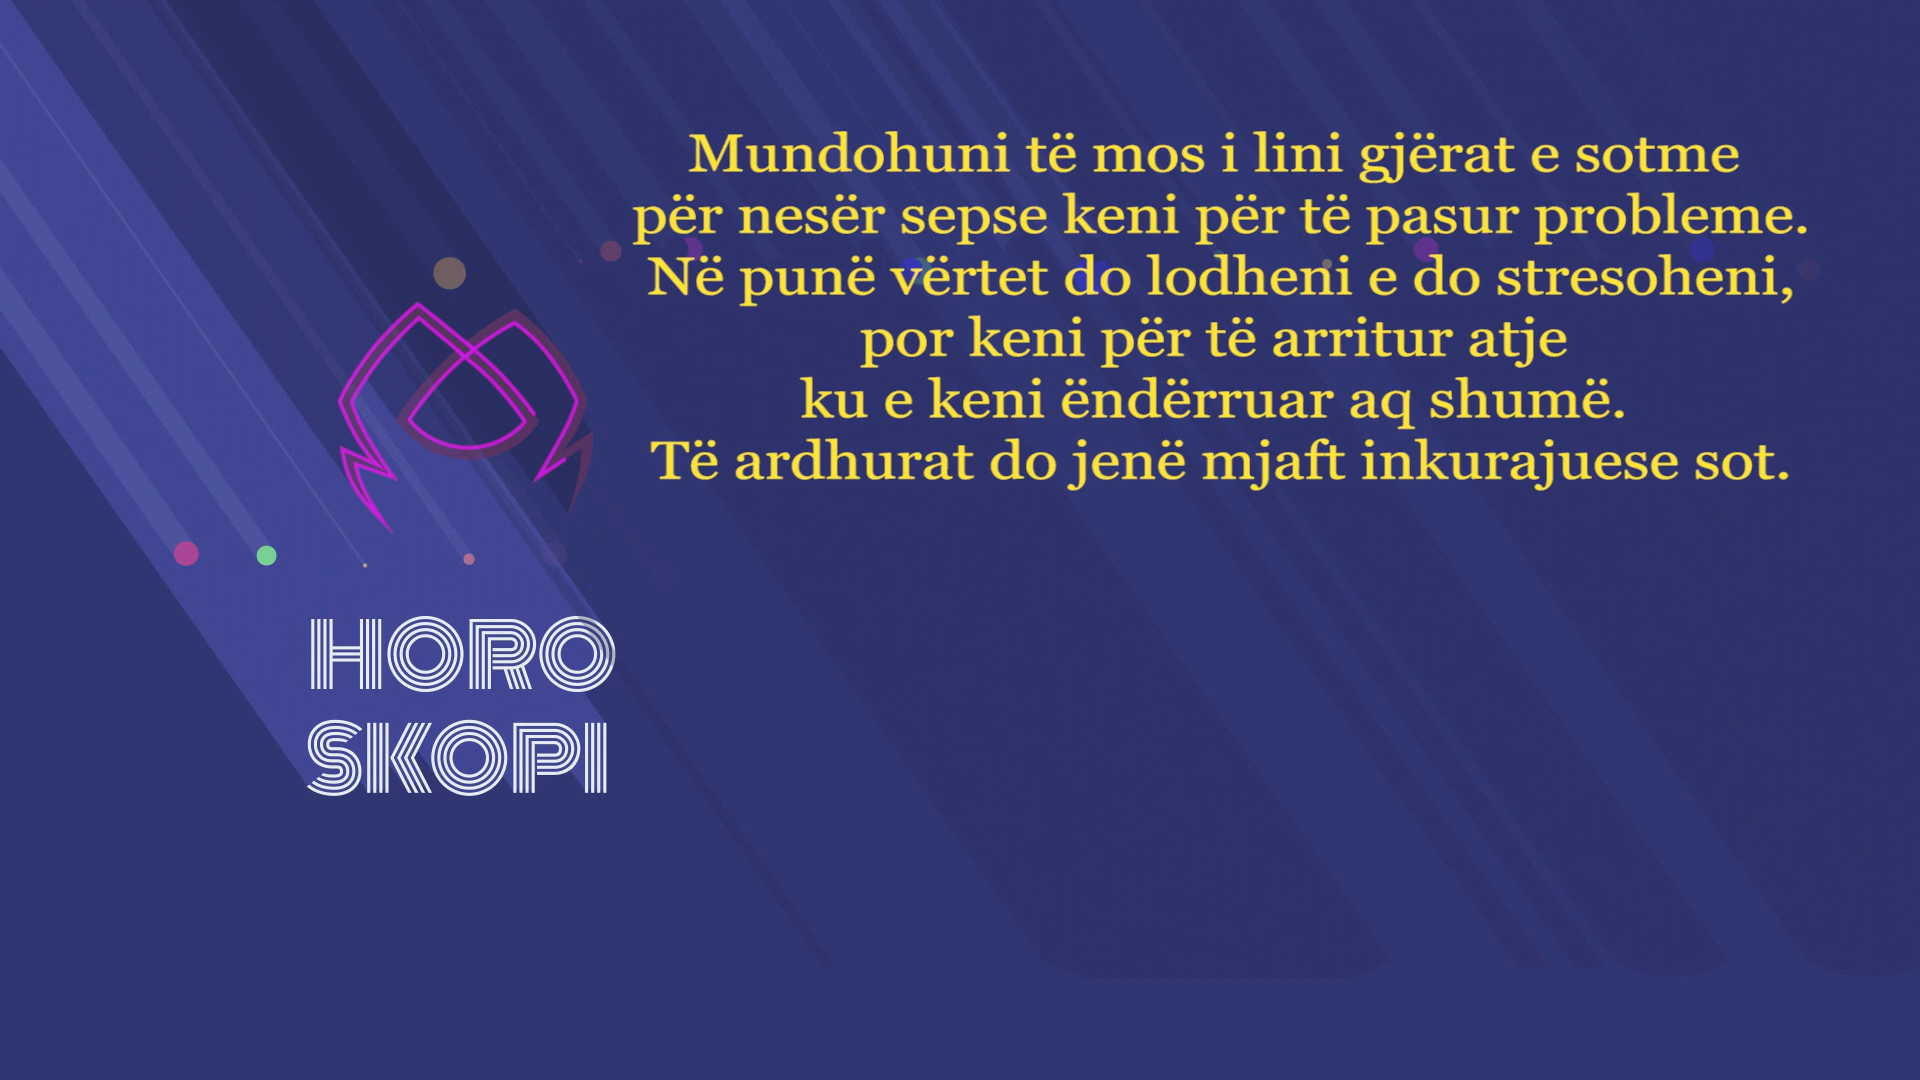 Mundohuni të mos i lini gjërat e sotme
për nesër sepse keni për të pasur probleme.
Në punë vërtet do lodheni e do stresoheni,
por keni për të arritur atje
ku e keni ëndërruar aq shumë.
Të ardhurat do jenë mjaft inkurajuese sot.
HORO
SKOPI